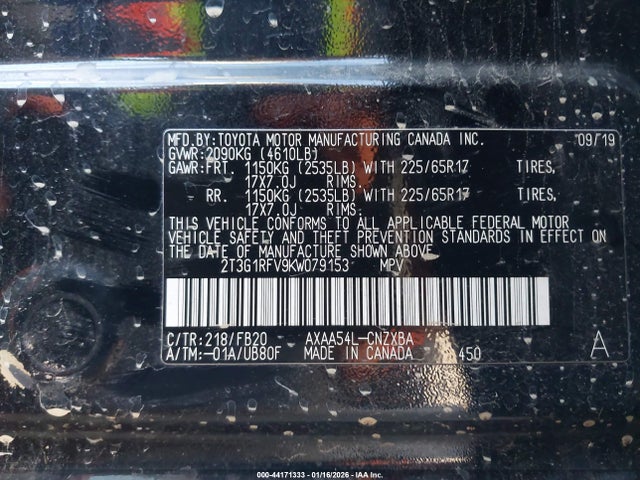 MFD.BY:TOYOTA MOTOR MANUFACTURING CANADA INC. 09/19
GVWR:2090KG (4610LB)
GAWR:FRT. 1150KG (2535LB) WITH 225/65R17 TIRES,
17X7.0J RIMS.
RR. 1150KG (2535LB) WITH 225/65R17 TIRES,
17X7.0J RIMS.
THIS VEHICLE CONFORMS TO ALL APPLICABLE FEDERAL MOTOR
VEHICLE SAFETY AND THEFT PREVENTION STANDARDS IN EFFECT ON THE
DATE OF MANUFACTURE SHOWN ABOVE.
2T3G1RFV9KW079153 MPV
C/TR:218/FB20 AXAA54L-CNZXBA
A/TM:-01A/UB80F MADE IN CANADA 450 A
000-44171333 - 01/16/2026 - IAA Inc.